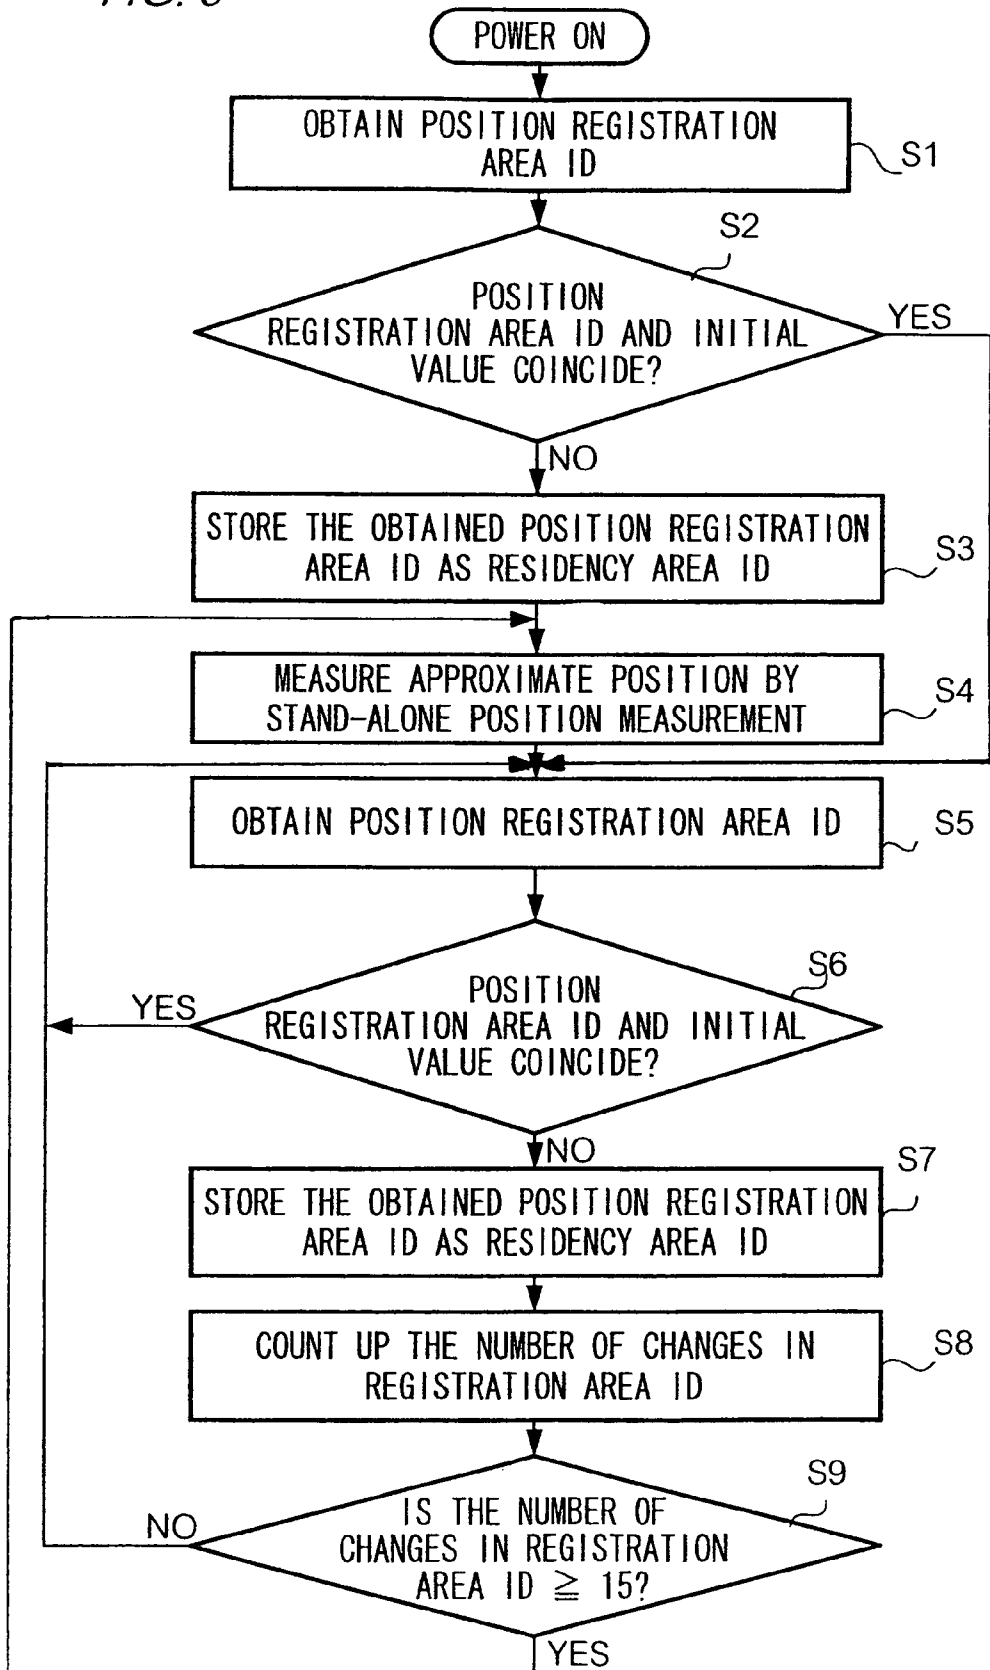 POWER ON
OBTAIN POSITION REGISTRATION
AREA ID
S1
S2
POSITION
REGISTRATION AREA ID AND INITIAL
VALUE COINCIDE?
YES
NO
STORE THE OBTAINED POSITION REGISTRATION
AREA ID AS RESIDENCY AREA ID
S3
MEASURE APPROXIMATE POSITION BY
STAND-ALONE POSITION MEASUREMENT
S4
OBTAIN POSITION REGISTRATION AREA ID
S5
S6
POSITION
REGISTRATION AREA ID AND INITIAL
VALUE COINCIDE?
YES
NO
STORE THE OBTAINED POSITION REGISTRATION
AREA ID AS RESIDENCY AREA ID
S7
COUNT UP THE NUMBER OF CHANGES IN
REGISTRATION AREA ID
S8
S9
IS THE NUMBER OF
CHANGES IN REGISTRATION
AREA ID ≧ 15?
NO
YES